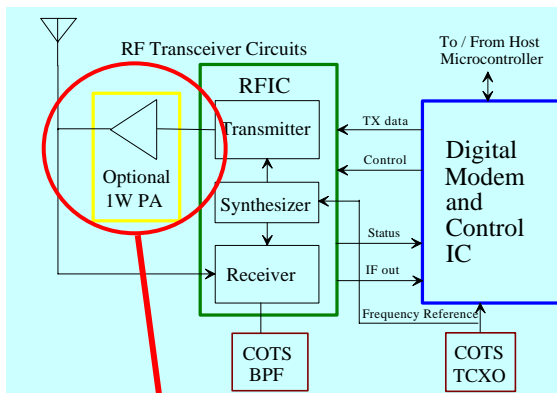 To / From Host
Microcontroller
RF Transceiver Circuits
RFIC
Transmitter
TX data
Control
Optional
1W PA
Synthesizer
Digital
Modem
and
Control
IC
Status
Receiver
IF out
Frequency Reference
COTS
BPF
COTS
TCXO